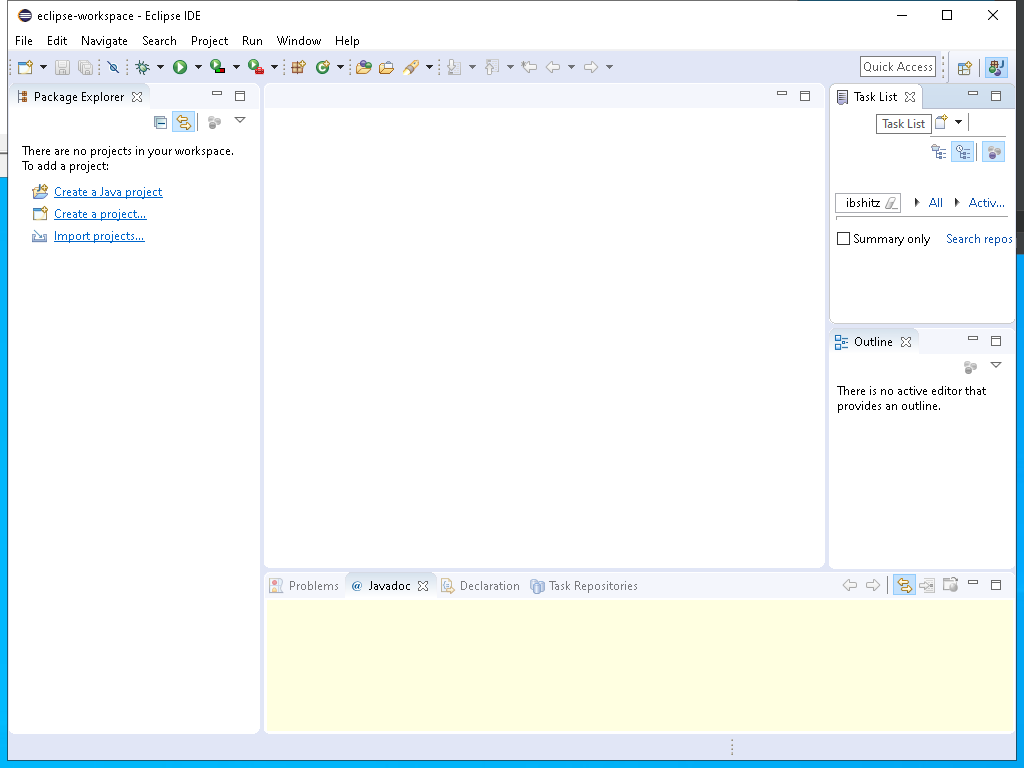 eclipse-workspace - Eclipse IDE
File Edit Navigate Search Project Run Window Help
Quick Access
Package Explorer
Task List
Task List
There are no projects in your workspace.
To add a project:
Create a Java project
Create a project...
Import projects...
ibshitz All Activ...
Summary only Search repos
Outline
There is no active editor that
provides an outline.
Problems @ Javadoc Declaration Task Repositories